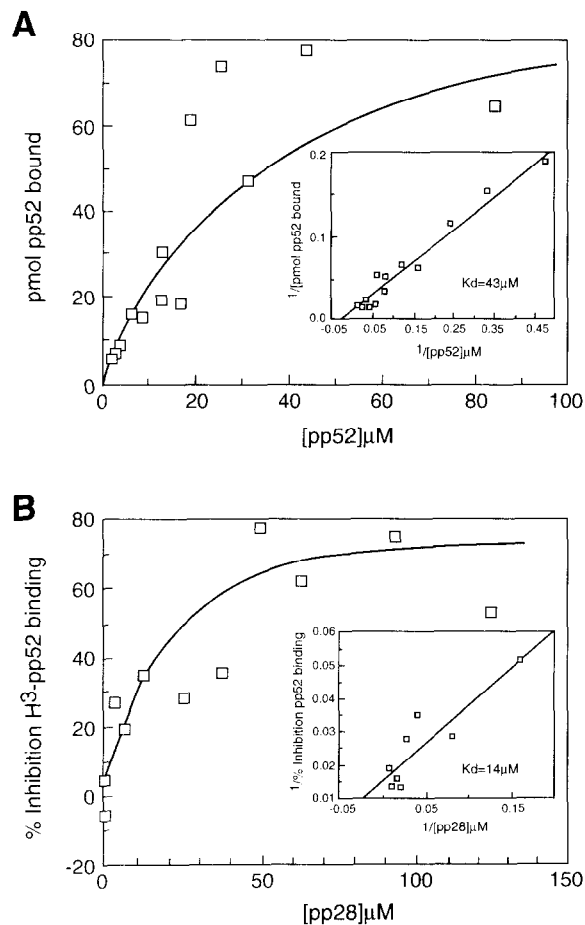 A
pmol pp52 bound
80
60
40
20
0
0 20 40 60 80 100
[pp52]µM
1/[pmol pp52 bound
0.2
0.1
0.0
-0.05 0.05 0.15 0.25 0.33 0.45
Kd=43µM
1/[pp52]µM
B
% Inhibition H3-pp52 binding
80
60
40
20
0
-20
0 50 100 150
[pp28]µM
1/% Inhibition pp52 binding
0.06
0.05
0.04
0.03
0.02
0.01
-0.05 0.05 0.15
Kd=14µM
1/[pp28]µM